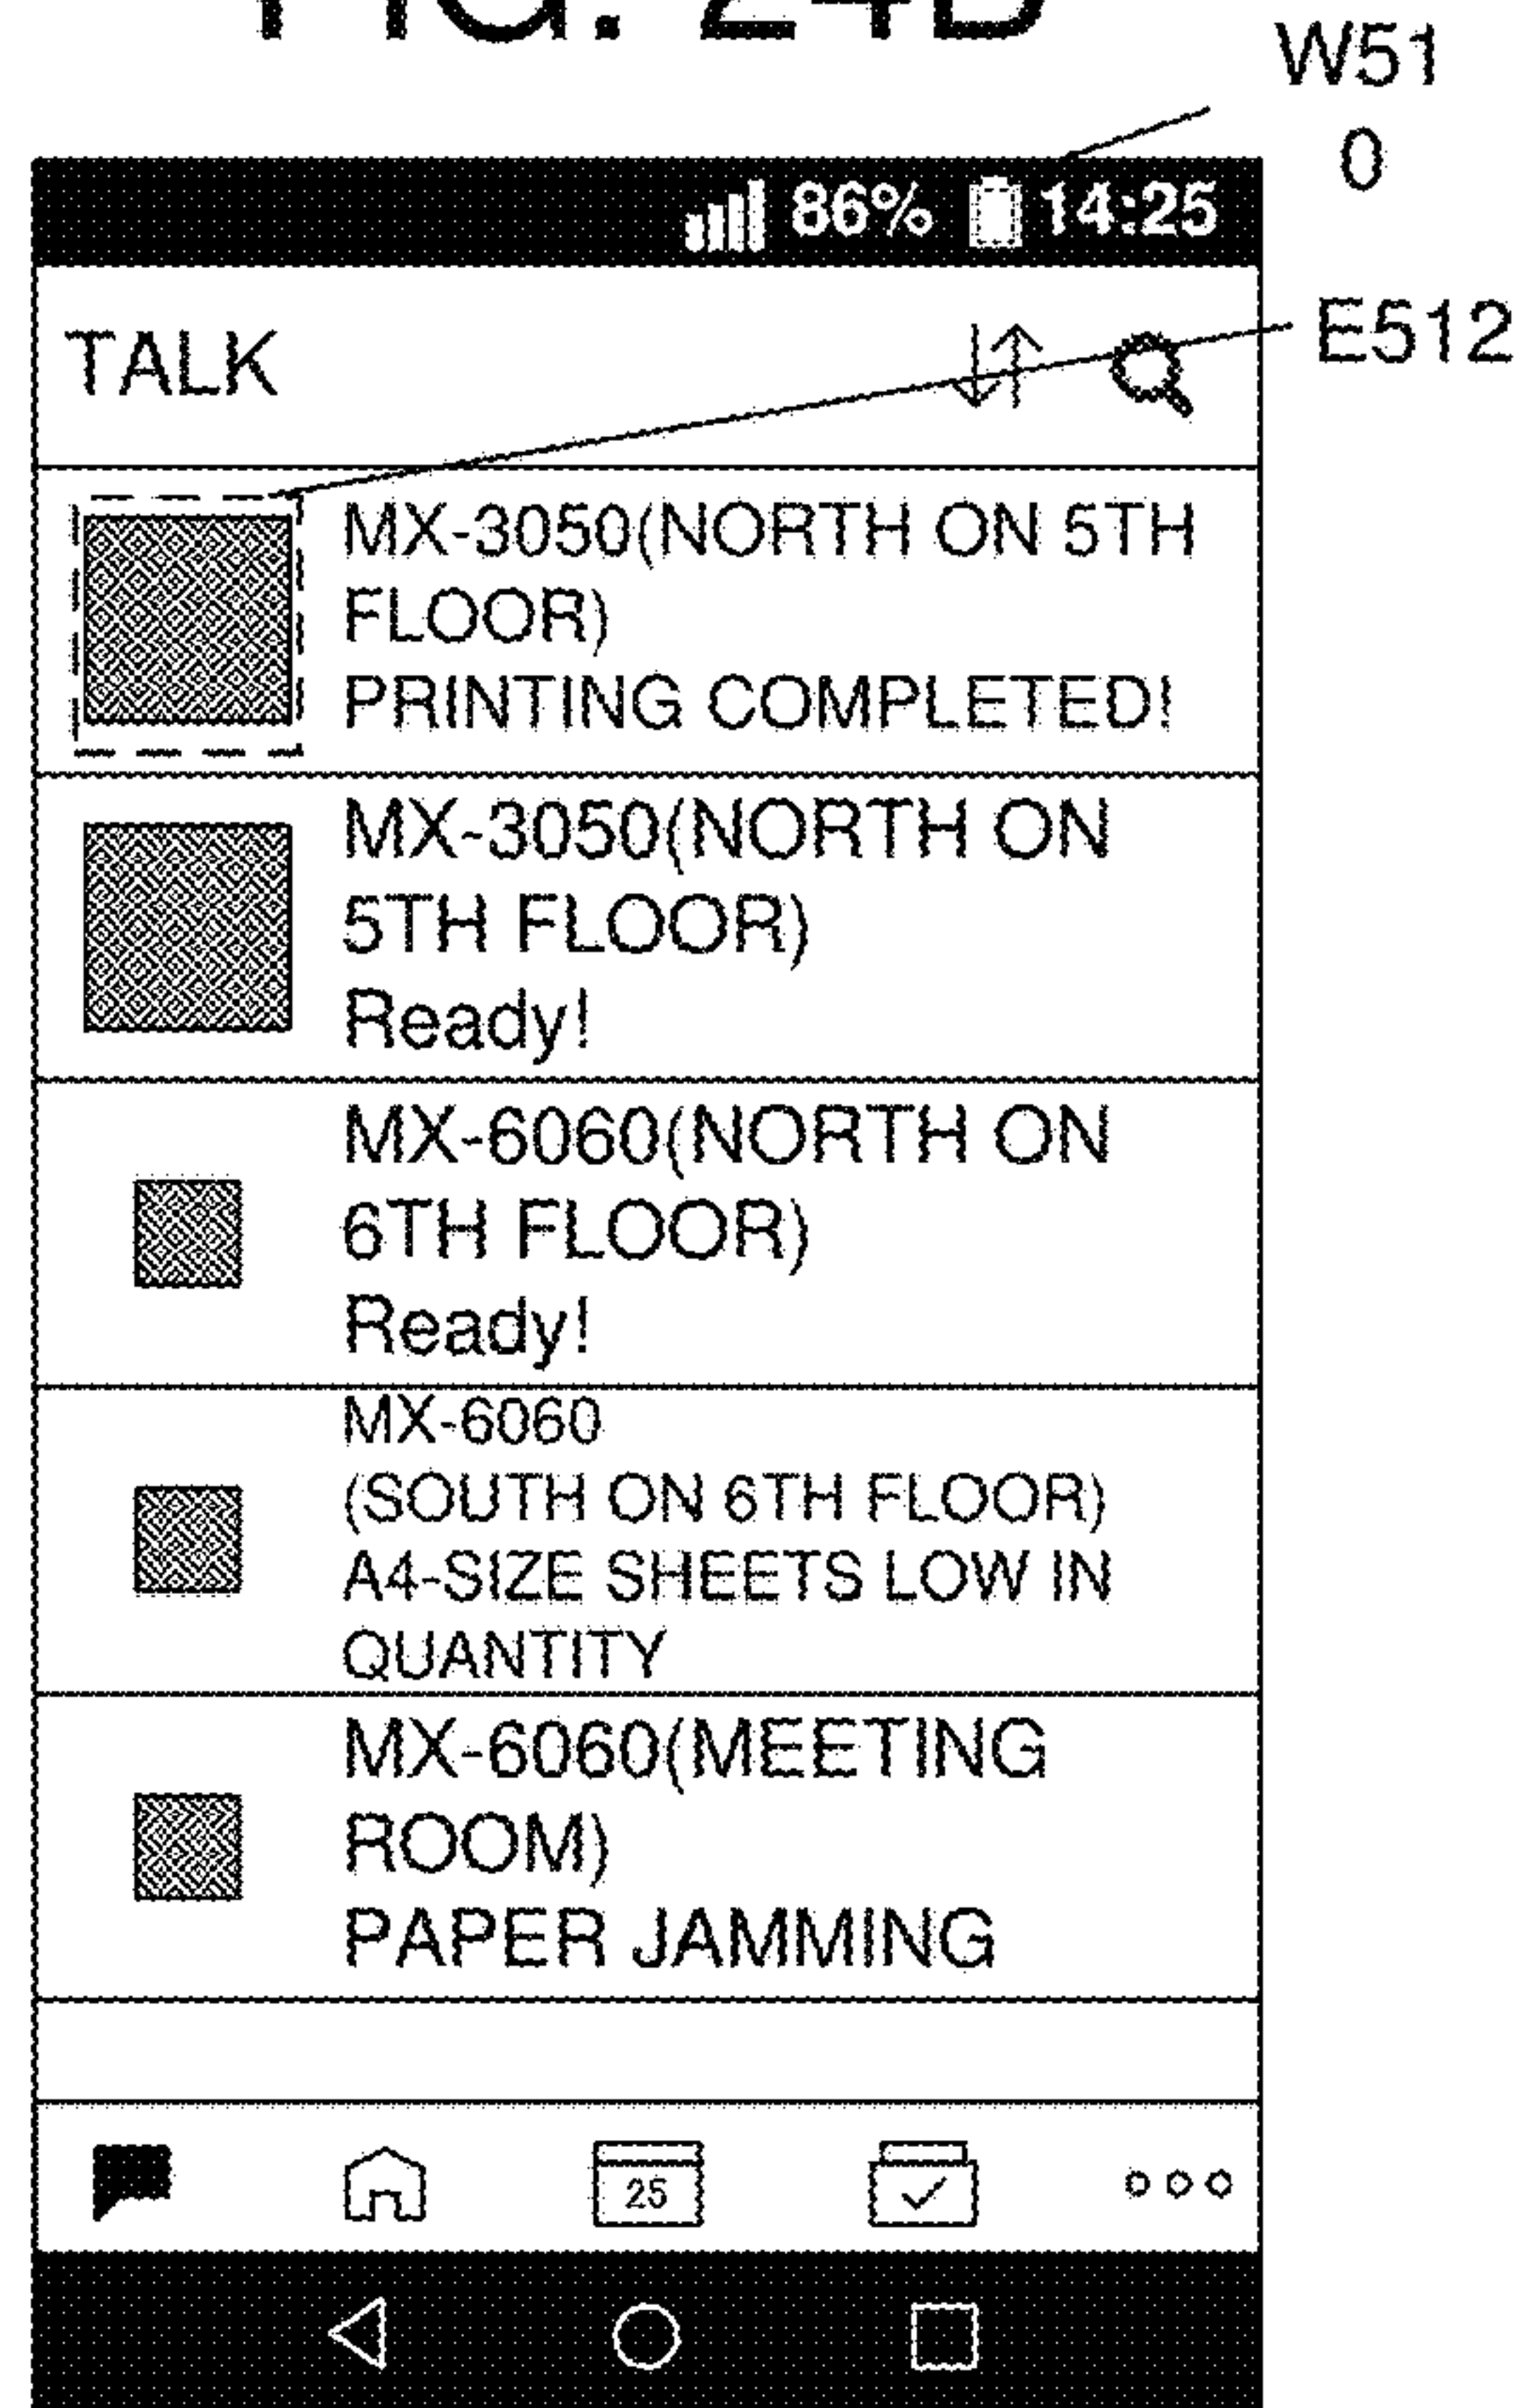 FIG. 24B
W51
0
86% 14:25
TALK
E512
MX-3050(NORTH ON 5TH
FLOOR)
PRINTING COMPLETED!
MX-3050(NORTH ON
5TH FLOOR)
Ready!
MX-6060(NORTH ON
6TH FLOOR)
Ready!
MX-6060
(SOUTH ON 6TH FLOOR)
A4-SIZE SHEETS LOW IN
QUANTITY
MX-6060(MEETING
ROOM)
PAPER JAMMING
25